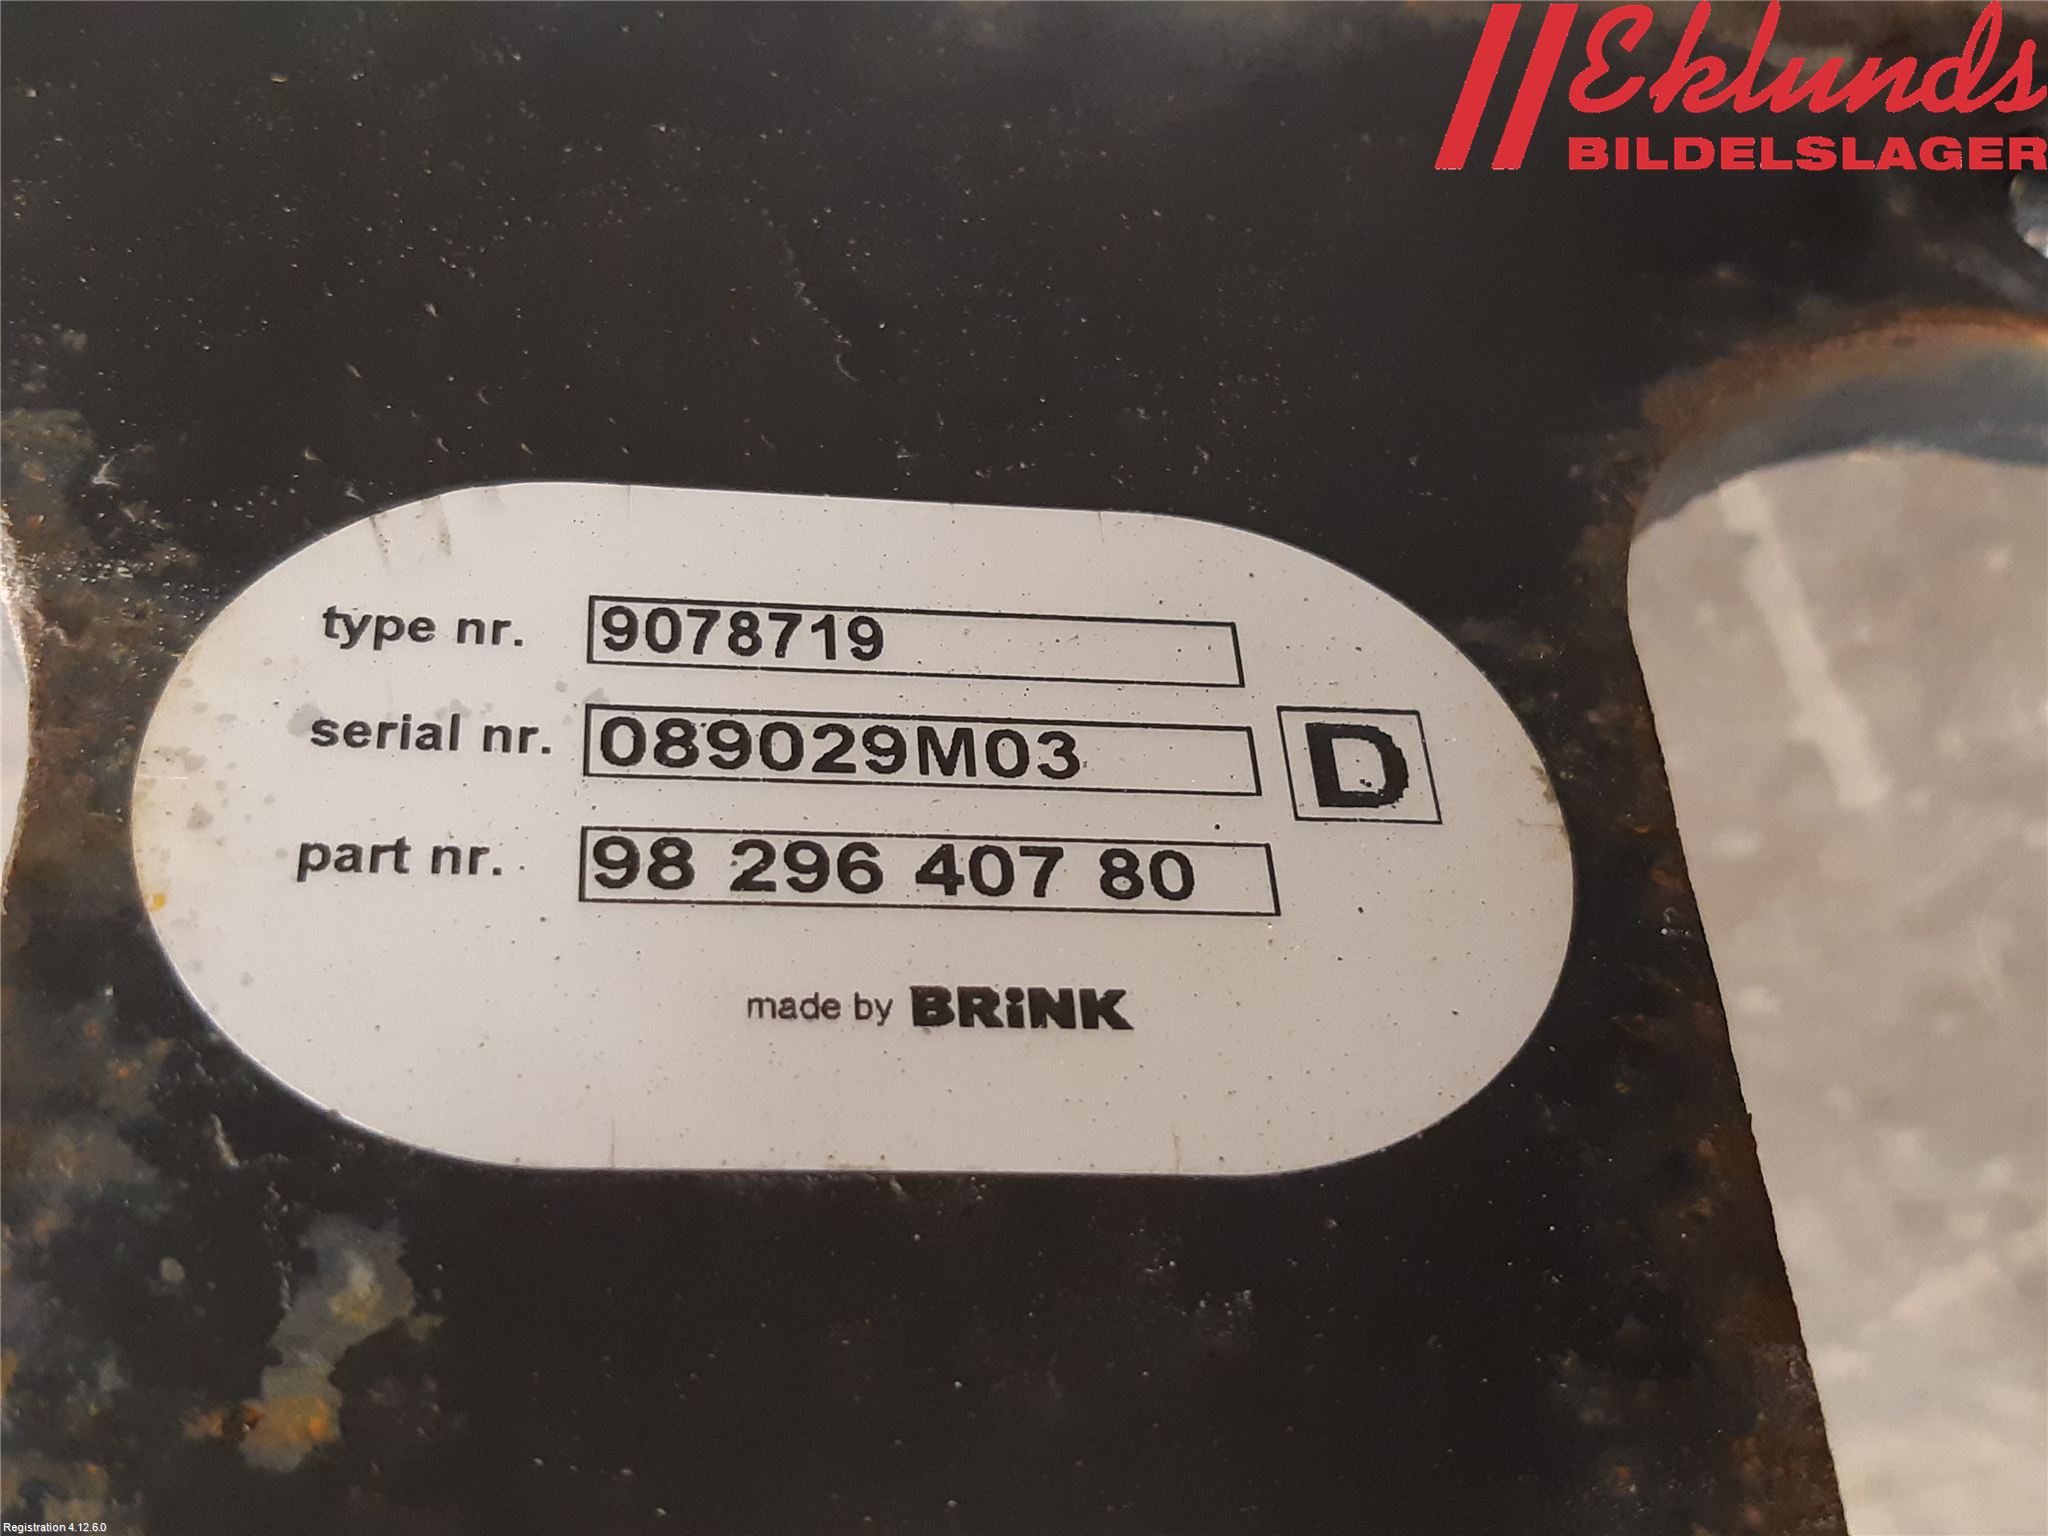 Eklunds
BILDELSLAGER
type nr. 9078719
serial nr. 089029M03
D
part nr. 98 296 407 80
made by BRiNK
Registration 4.12.6.0